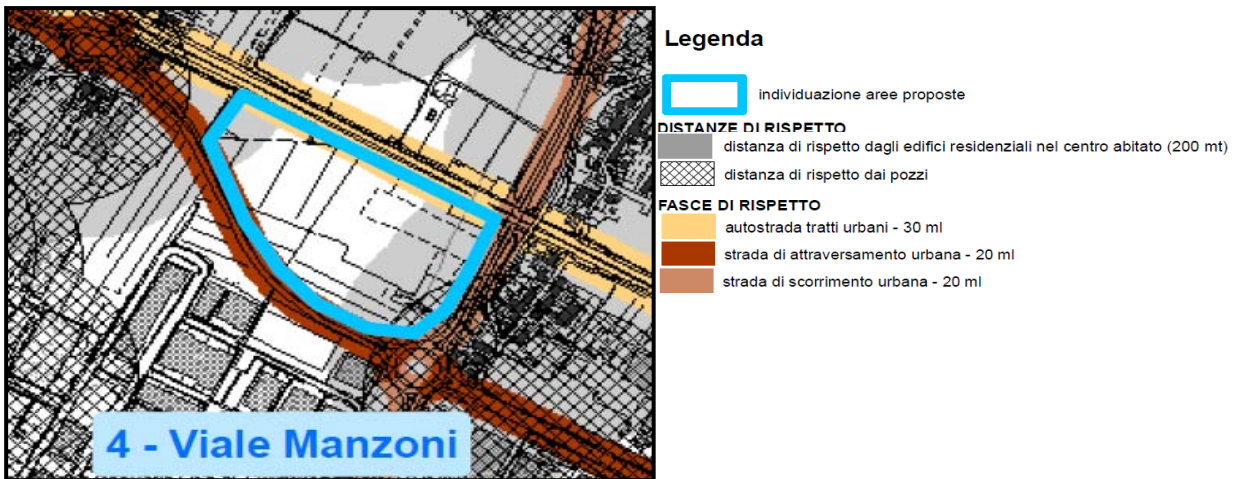 4 - Viale Manzoni
Legenda
individuazione aree proposte
DISTANZE DI RISPETTO
distanza di rispetto dagli edifici residenziali nel centro abitato (200 mt)
distanza di rispetto dai pozzi
FASCE DI RISPETTO
autostrada tratti urbani - 30 ml
strada di attraversamento urbana - 20 ml
strada di scorrimento urbana - 20 ml